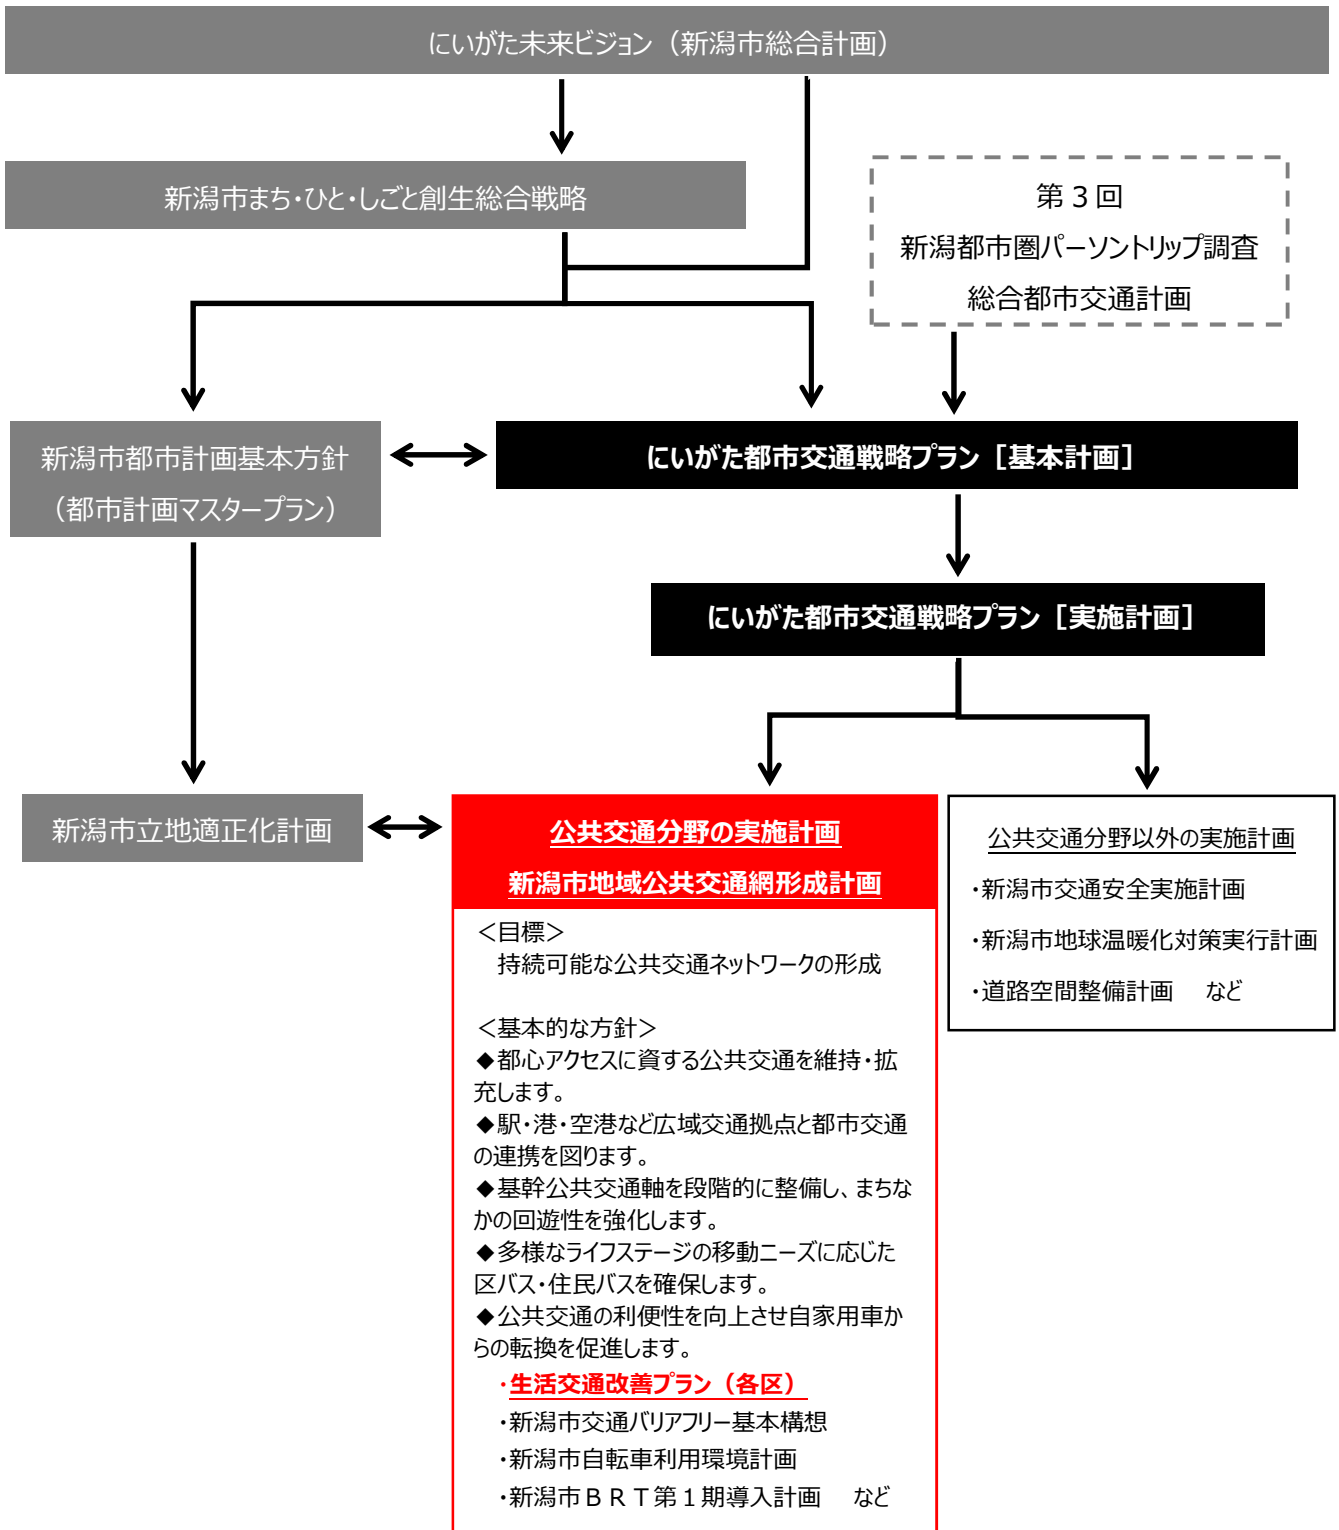 にいがた未来ビジョン（新潟市総合計画）
新潟市まち・ひと・しごと創生総合戦略
第３回
新潟都市圏パーソントリップ調査
総合都市交通計画
新潟市都市計画基本方針
（都市計画マスタープラン）
にいがた都市交通戦略プラン［基本計画］
にいがた都市交通戦略プラン［実施計画］
新潟市立地適正化計画
公共交通分野の実施計画
新潟市地域公共交通網形成計画
＜目標＞
持続可能な公共交通ネットワークの形成
＜基本的な方針＞
◆都心アクセスに資する公共交通を維持・拡
充します。
◆駅・港・空港など広域交通拠点と都市交通
の連携を図ります。
◆基幹公共交通軸を段階的に整備し、まちな
かの回遊性を強化します。
◆多様なライフステージの移動ニーズに応じた
区バス・住民バスを確保します。
◆公共交通の利便性を向上させ自家用車か
らの転換を促進します。
・生活交通改善プラン（各区）
・新潟市交通バリアフリー基本構想
・新潟市自転車利用環境計画
・新潟市ＢＲＴ第１期導入計画　など
公共交通分野以外の実施計画
・新潟市交通安全実施計画
・新潟市地球温暖化対策実行計画
・道路空間整備計画　など